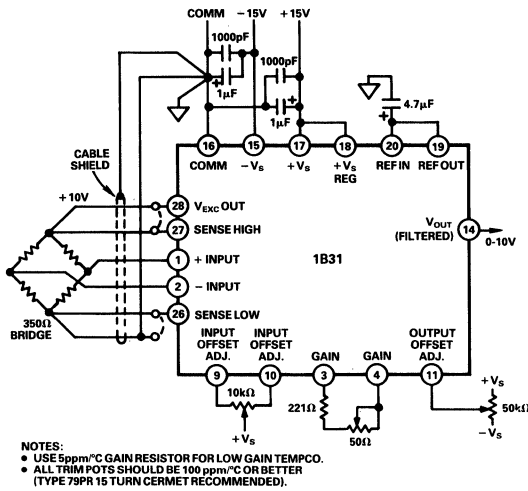 COMM −15V +15V
1000pF
1μF
+
1000pF
1μF
+
4.7μF
+
16 15 17 18 20 19
COMM −VS +VS +VS REG REF IN REF OUT
CABLE
SHIELD
+10V
28 VEXC OUT
27 SENSE HIGH
1 + INPUT
2 − INPUT
26 SENSE LOW
350Ω
BRIDGE
1B31
VOUT
(FILTERED)
14
0-10V
INPUT
OFFSET
ADJ.
INPUT
OFFSET
ADJ.
GAIN
GAIN
OUTPUT
OFFSET
ADJ.
9 10 3 4 11
10kΩ
+VS
221Ω
50Ω
+VS
50kΩ
−VS
NOTES:
• USE 5ppm/°C GAIN RESISTOR FOR LOW GAIN TEMPCO.
• ALL TRIM POTS SHOULD BE 100 ppm/°C OR BETTER
(TYPE 79PR 15 TURN CERMET RECOMMENDED).